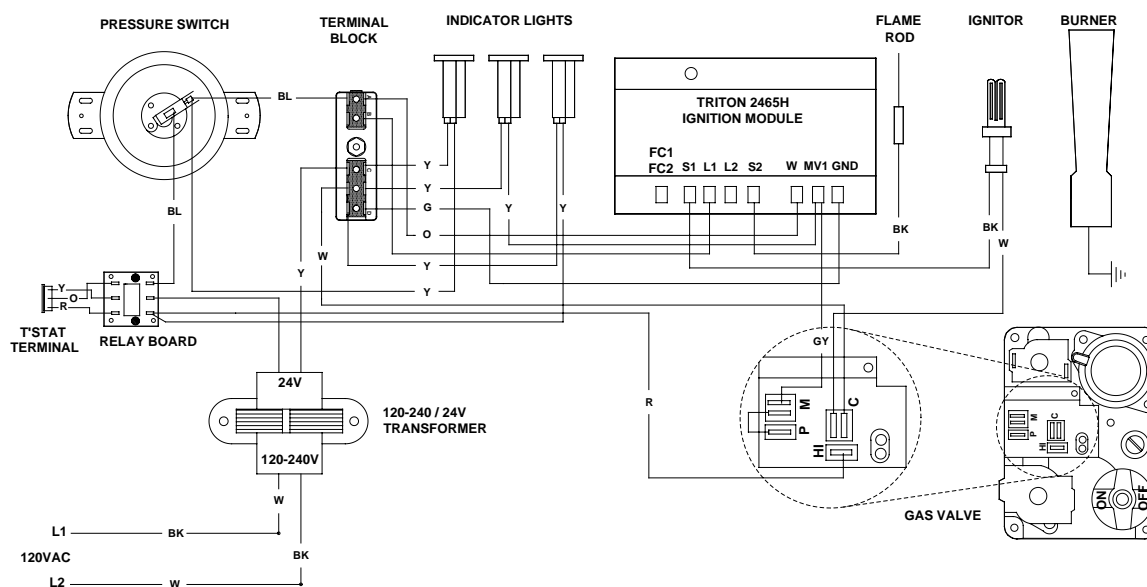 PRESSURE SWITCH
TERMINAL
BLOCK
INDICATOR LIGHTS
FLAME
ROD
IGNITOR
BURNER
TRITON 2465H
IGNITION MODULE
FC1
FC2 S1 L1 L2 S2 W MV1 GND
BL
A
B
C
D
Y
Y
G
O
Y
Y
Y
Y
BL
W
Y
BK
BK
W
Y
O
R
T'STAT
TERMINAL
RELAY BOARD
GY
R
24V
120-240 / 24V
TRANSFORMER
120-240V
W
BK
L1 BK
120VAC
L2 W
M
P
C
HI
M
P
C
HI
ON
OFF
GAS VALVE